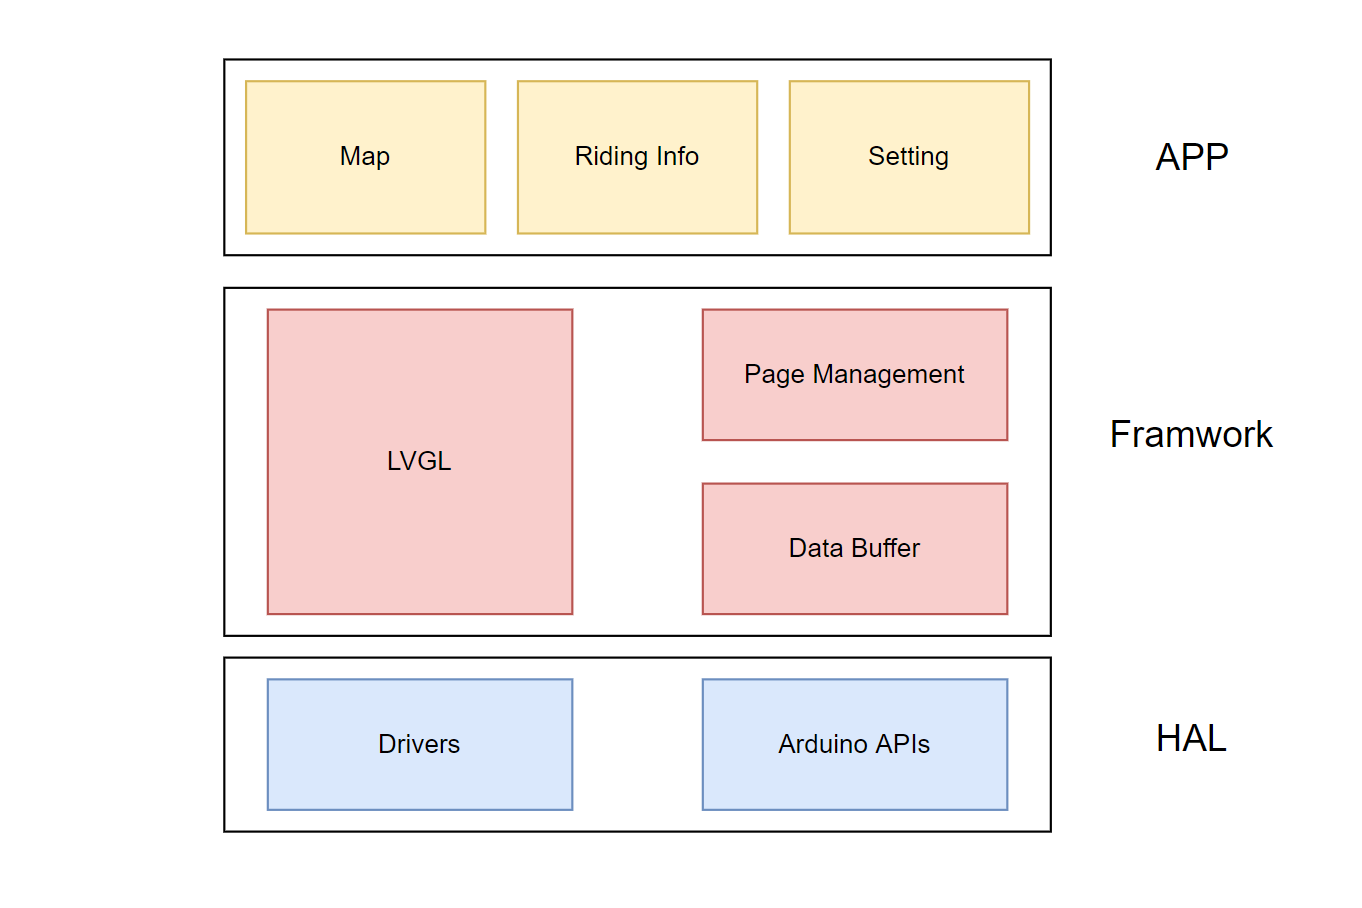 Map
Riding Info
Setting
APP
LVGL
Page Management
Data Buffer
Framwork
Drivers
Arduino APIs
HAL